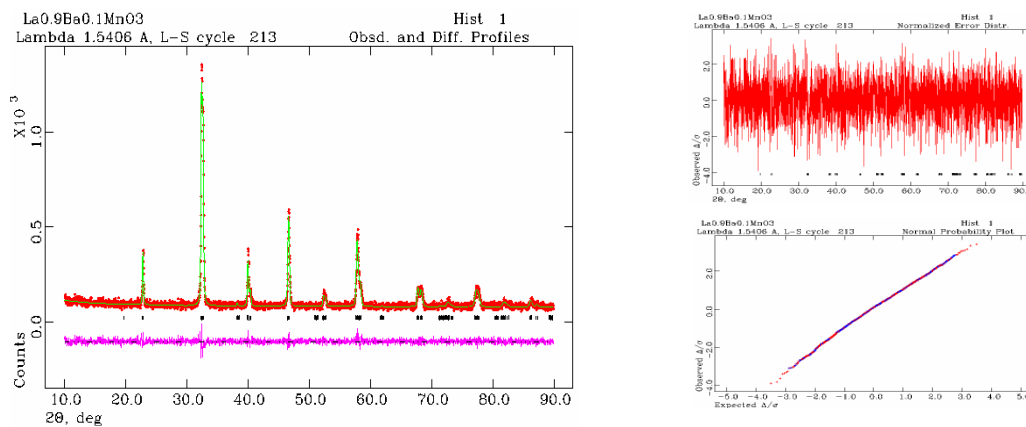 La0.9Ba0.1MnO3 Hist 1
Lambda 1.5406 A, L-S cycle 213 Obsd. and Diff. Profiles
X10 3
1.0
0.5
0.0
Counts
10.0 20.0 30.0 40.0 50.0 60.0 70.0 80.0 90.0
2θ, deg
La0.9Ba0.1MnO3 Hist 1
Lambda 1.5406 A, L-S cycle 213 Normalized Error Distr.
4.0
2.0
0.0
-2.0
-4.0
Observed Δ/σ
10.0 20.0 30.0 40.0 50.0 60.0 70.0 80.0 90.0
2θ, deg
La0.9Ba0.1MnO3 Hist 1
Lambda 1.5406 A, L-S cycle 213 Normal Probability Plot
2.0
0.0
-2.0
-4.0
Observed Δ/σ
-5.0 -4.0 -3.0 -2.0 -1.0 0.0 1.0 2.0 3.0 4.0 5.0
Expected Δ/σ